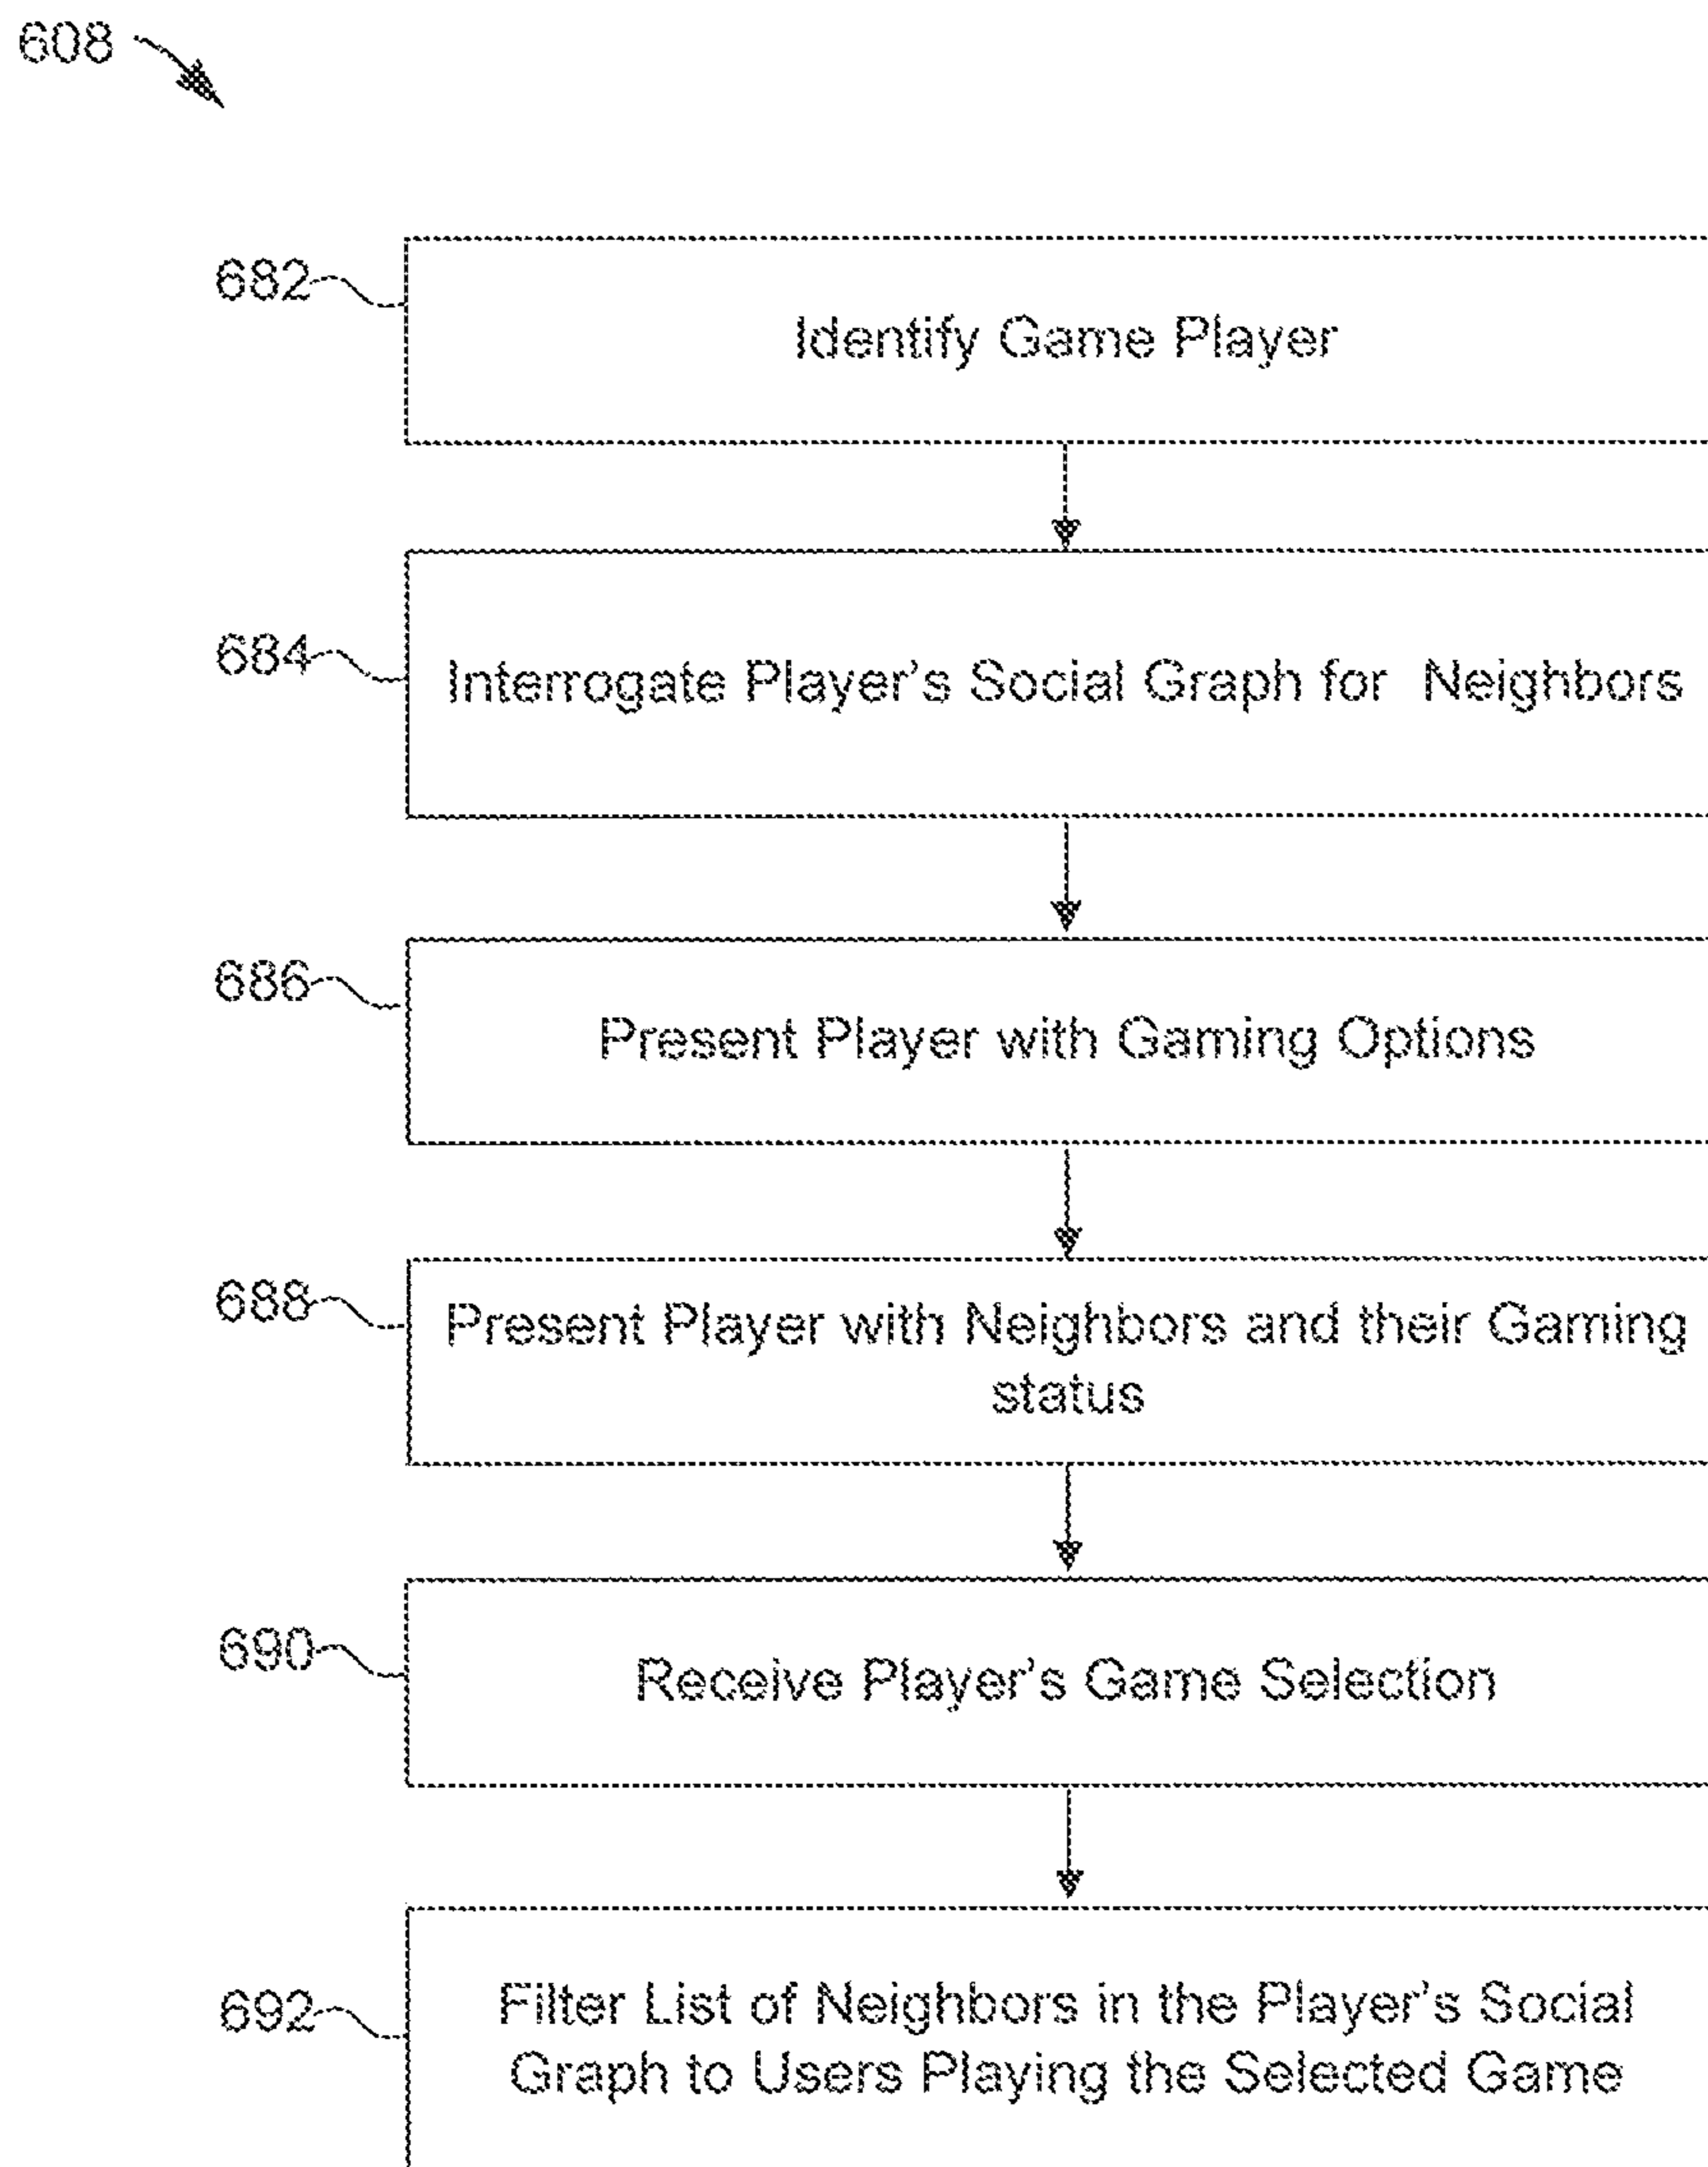 608
682
Identify Game Player
684
Interrogate Player's Social Graph for Neighbors
686
Present Player with Gaming Options
688
Present Player with Neighbors and their Gaming
status
690
Receive Player's Game Selection
692
Filter List of Neighbors in the Player's Social
Graph to Users Playing the Selected Game